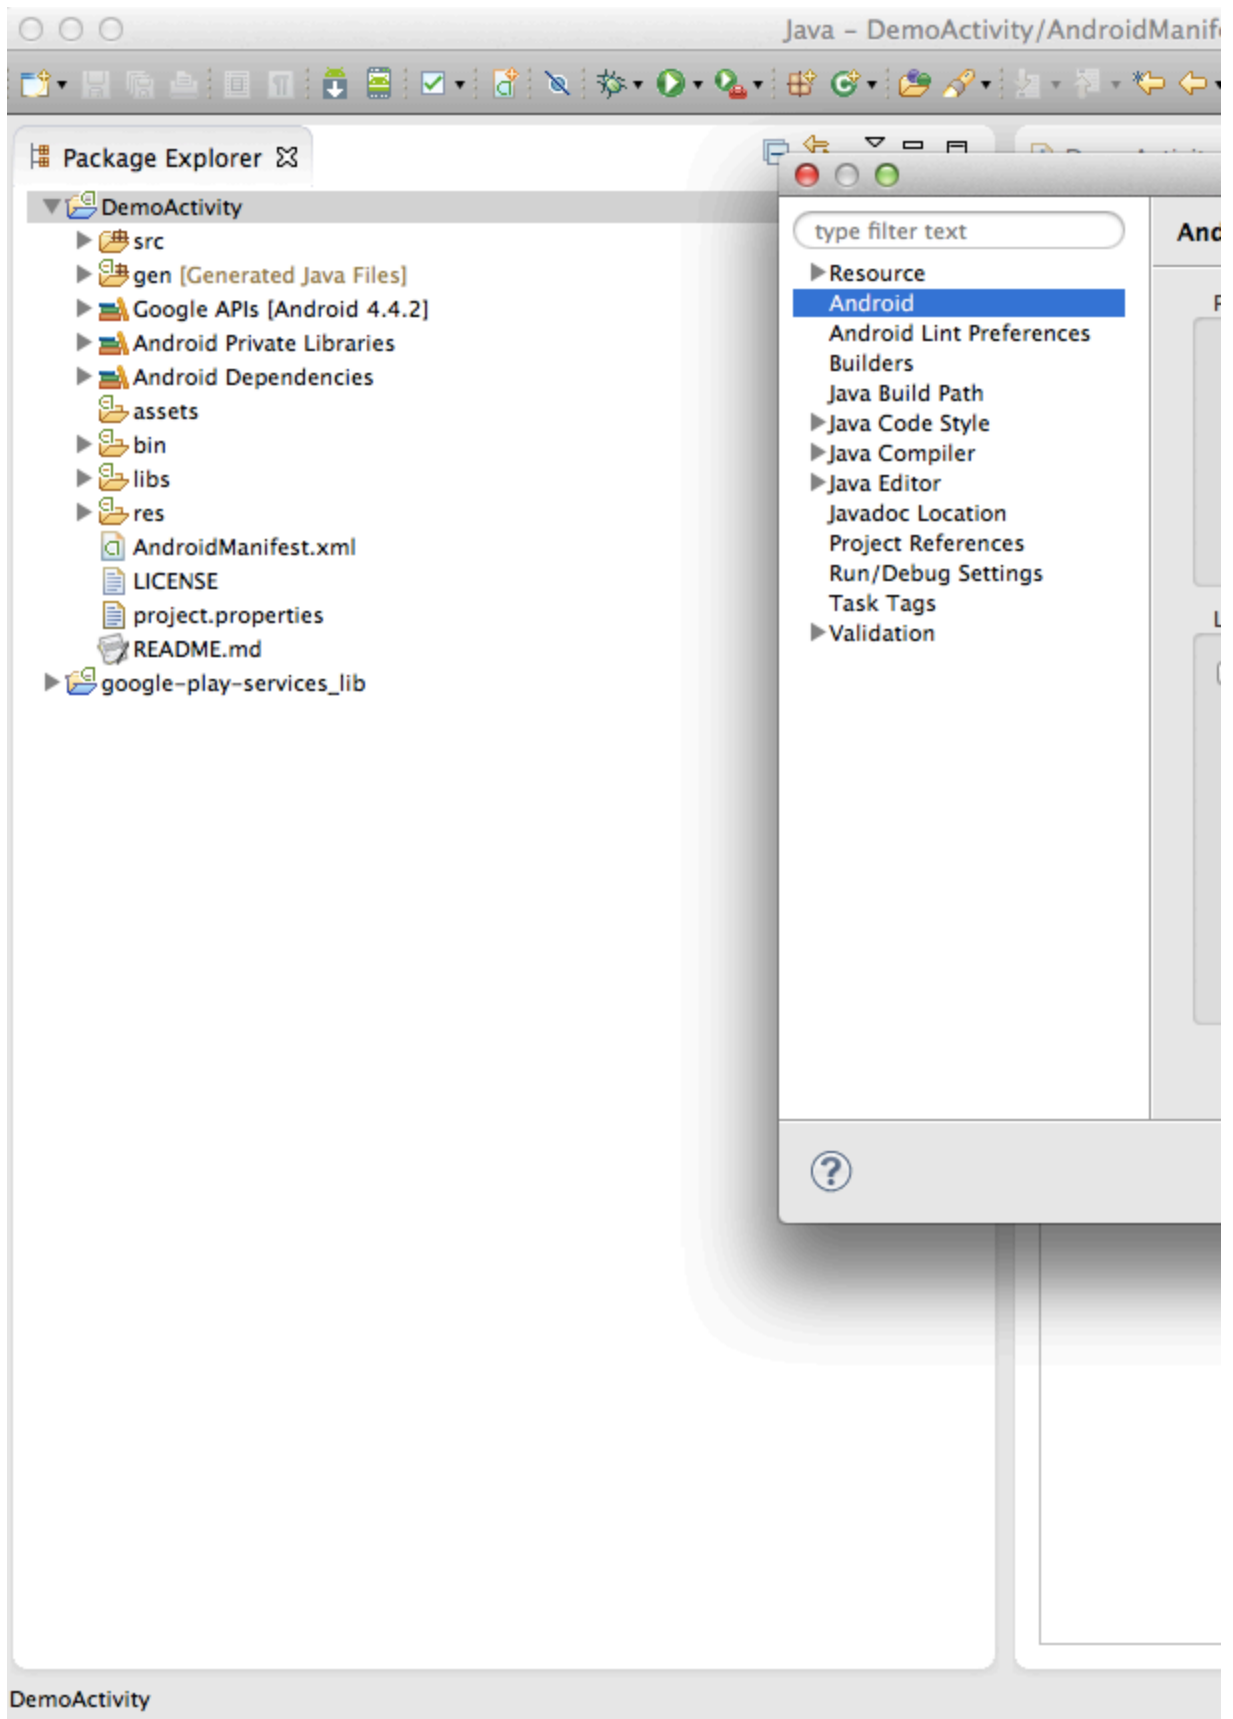 Java – DemoActivity/AndroidManif
Package Explorer
DemoActivity
src
gen [Generated Java Files]
Google APIs [Android 4.4.2]
Android Private Libraries
Android Dependencies
assets
bin
libs
res
AndroidManifest.xml
LICENSE
project.properties
README.md
google-play-services_lib
type filter text
Resource
Android
Android Lint Preferences
Builders
Java Build Path
Java Code Style
Java Compiler
Java Editor
Javadoc Location
Project References
Run/Debug Settings
Task Tags
Validation
And
DemoActivity